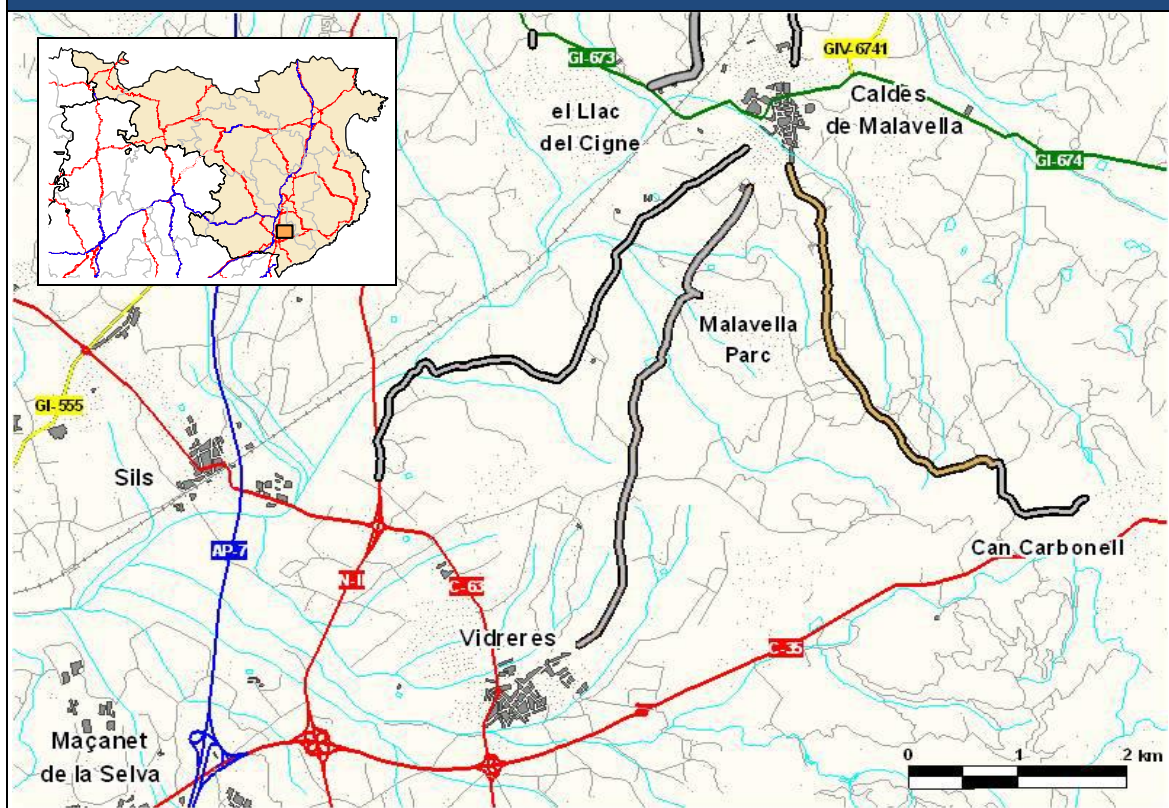 GI-673
GIV-6741
el Llac
del Cigne
Caldes
de Malavella
GI-674
Malavella
Parc
GI-555
Sils
AP-7
N-II
C-63
Can Carbonell
Vidreres
C-35
Maçanet
de la Selva
0 1 2 km